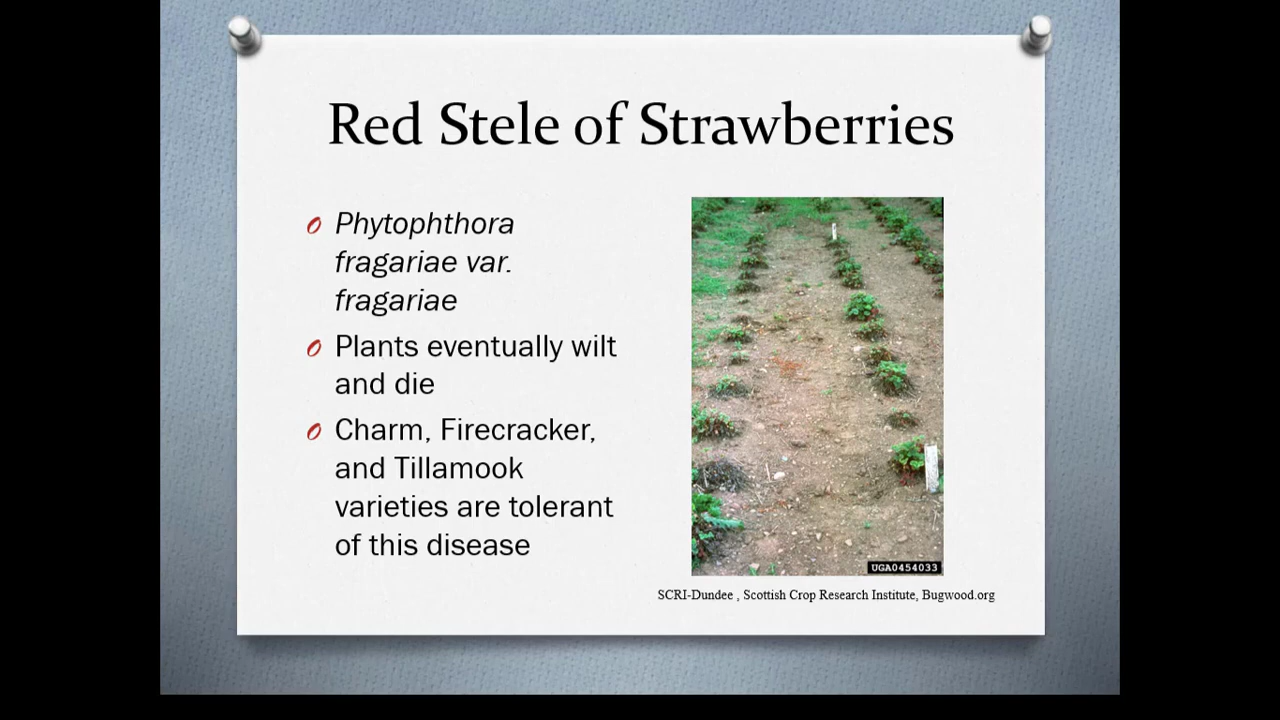 Red Stele of Strawberries
Phytophthora
fragariae var.
fragariae
Plants eventually wilt
and die
Charm, Firecracker,
and Tillamook
varieties are tolerant
of this disease
UGA0454033
SCRI-Dundee , Scottish Crop Research Institute, Bugwood.org